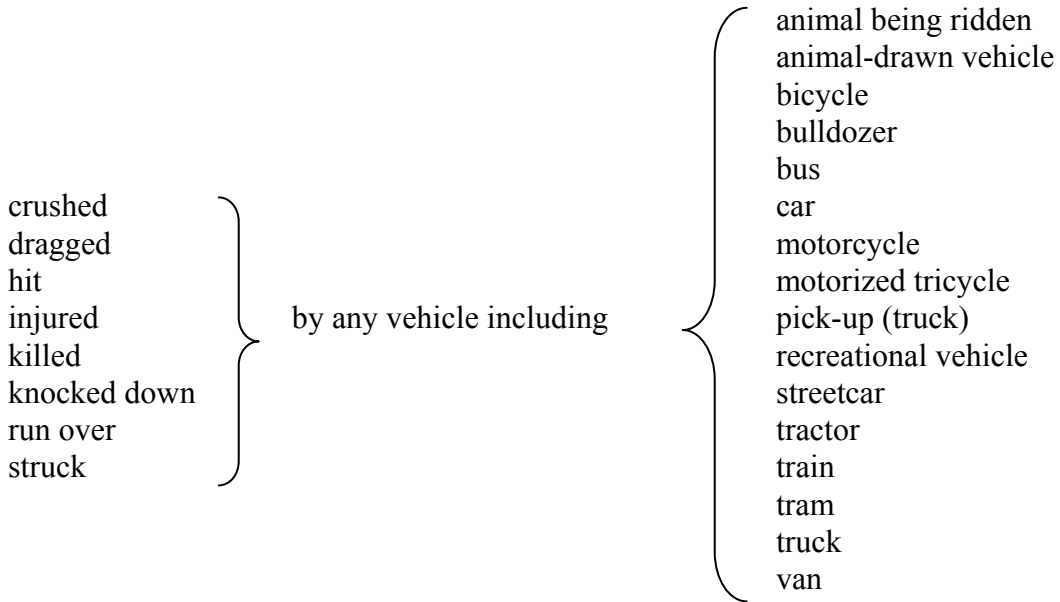 crushed
dragged
hit
injured
killed
knocked down
run over
struck
by any vehicle including
animal being ridden
animal-drawn vehicle
bicycle
bulldozer
bus
car
motorcycle
motorized tricycle
pick-up (truck)
recreational vehicle
streetcar
tractor
train
tram
truck
van